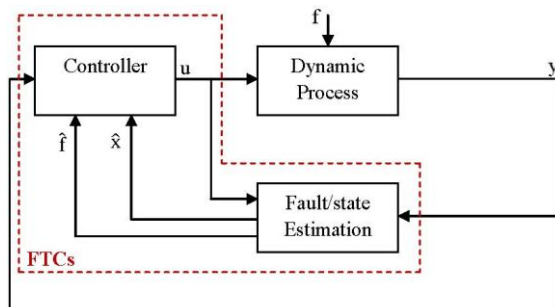 f
Controller
u
Dynamic
Process
y
f̂
x̂
Fault/state
Estimation
FTCs